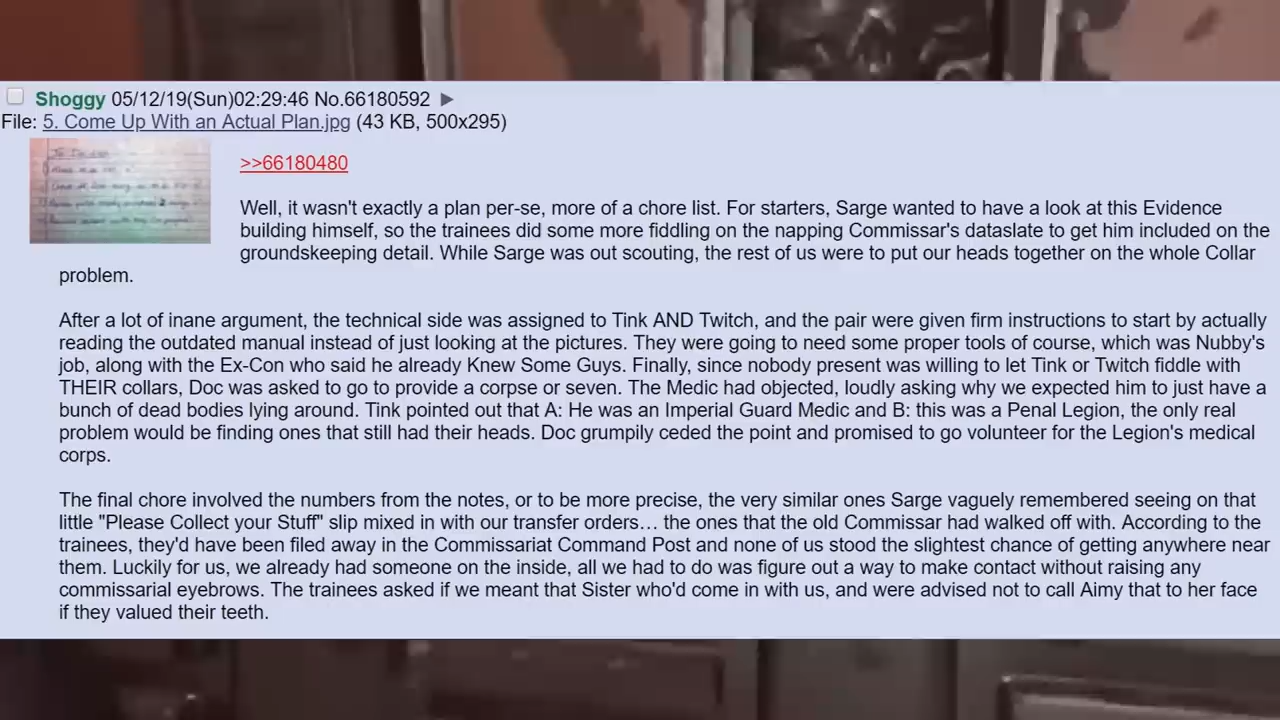 Shoggy 05/12/19(Sun)02:29:46 No.66180592 ▶
File: 5. Come Up With an Actual Plan.jpg (43 KB, 500x295)
>>66180480
Well, it wasn't exactly a plan per-se, more of a chore list. For starters, Sarge wanted to have a look at this Evidence
building himself, so the trainees did some more fiddling on the napping Commissar's dataslate to get him included on the
groundskeeping detail. While Sarge was out scouting, the rest of us were to put our heads together on the whole Collar
problem.
After a lot of inane argument, the technical side was assigned to Tink AND Twitch, and the pair were given firm instructions to start by actually
reading the outdated manual instead of just looking at the pictures. They were going to need some proper tools of course, which was Nubby's
job, along with the Ex-Con who said he already Knew Some Guys. Finally, since nobody present was willing to let Tink or Twitch fiddle with
THEIR collars, Doc was asked to go to provide a corpse or seven. The Medic had objected, loudly asking why we expected him to just have a
bunch of dead bodies lying around. Tink pointed out that A: He was an Imperial Guard Medic and B: this was a Penal Legion, the only real
problem would be finding ones that still had their heads. Doc grumpily ceded the point and promised to go volunteer for the Legion's medical
corps.
The final chore involved the numbers from the notes, or to be more precise, the very similar ones Sarge vaguely remembered seeing on that
little "Please Collect your Stuff" slip mixed in with our transfer orders… the ones that the old Commissar had walked off with. According to the
trainees, they'd have been filed away in the Commissariat Command Post and none of us stood the slightest chance of getting anywhere near
them. Luckily for us, we already had someone on the inside, all we had to do was figure out a way to make contact without raising any
commissarial eyebrows. The trainees asked if we meant that Sister who'd come in with us, and were advised not to call Aimy that to her face
if they valued their teeth.